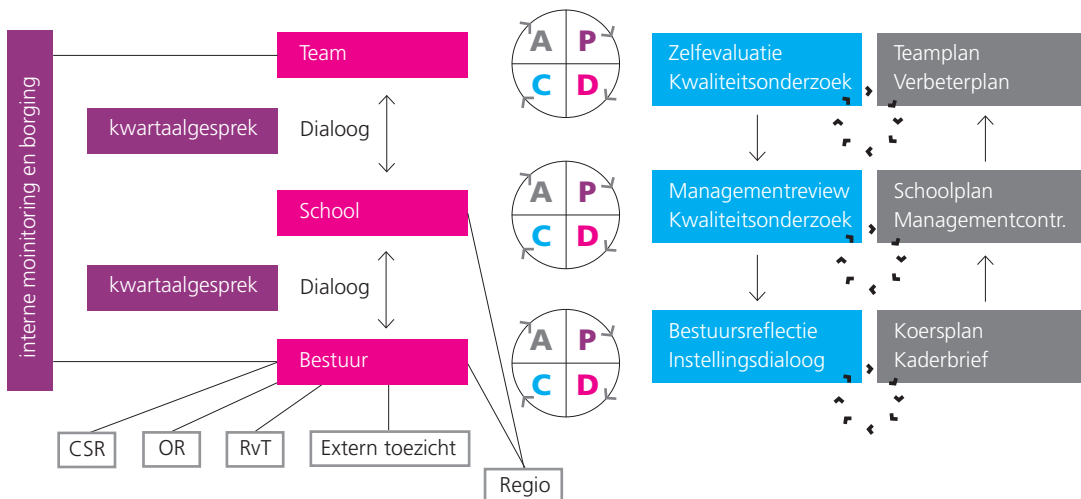 interne moinitoring en borging
Team
kwartaalgesprek
Dialoog
School
kwartaalgesprek
Dialoog
Bestuur
CSR
OR
RvT
Extern toezicht
Regio
A P
C D
A P
C D
A P
C D
Zelfevaluatie
Kwaliteitsonderzoek
Teamplan
Verbeterplan
Managementreview
Kwaliteitsonderzoek
Schoolplan
Managementcontr.
Bestuursreflectie
Instellingsdialoog
Koersplan
Kaderbrief